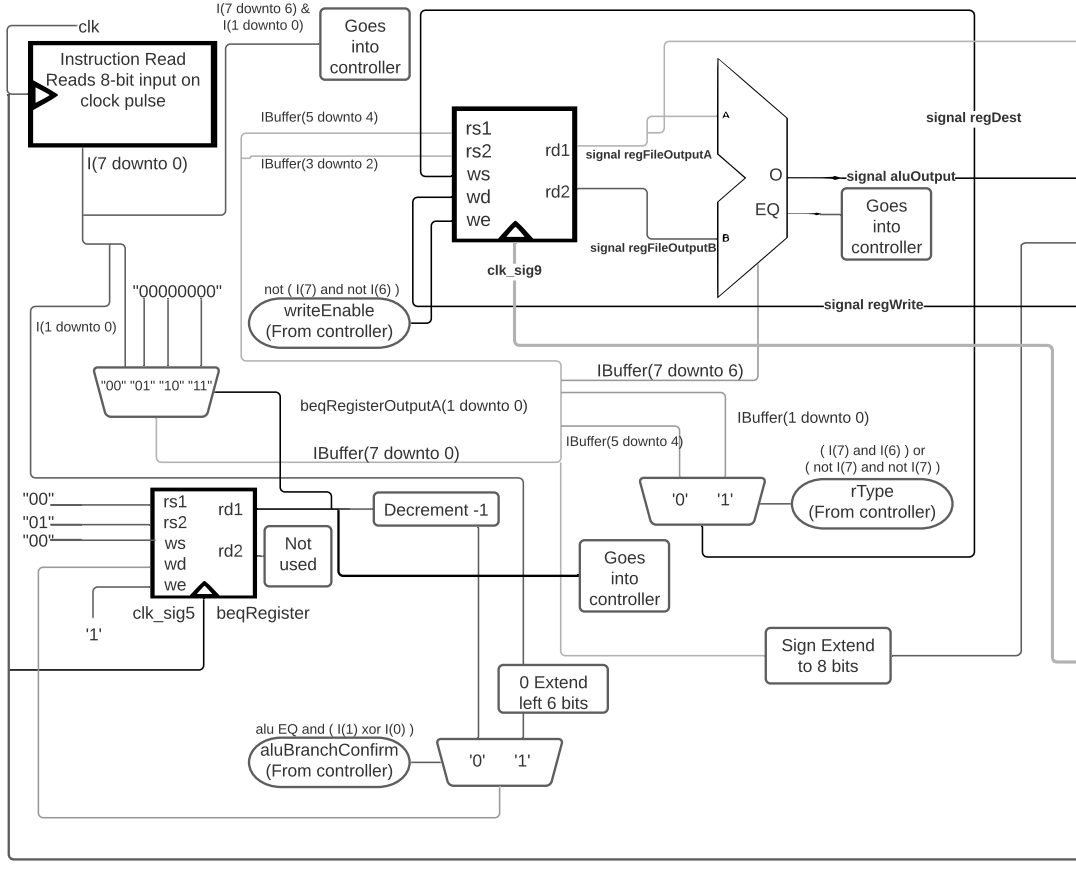 I(7 downto 6) &
I(1 downto 0)
Goes
into
controller
clk
Instruction Read
Reads 8-bit input on
clock pulse
I(7 downto 0)
IBuffer(5 downto 4)
IBuffer(3 downto 2)
rs1
rs2
ws
wd
we
rd1
rd2
clk_sig9
signal regFileOutputA
signal regFileOutputB
A
B
O
EQ
signal regDest
signal aluOutput
Goes
into
controller
signal regWrite
not ( I(7) and not I(6) )
writeEnable
(From controller)
"00000000"
I(1 downto 0)
"00" "01" "10" "11"
IBuffer(7 downto 6)
beqRegisterOutputA(1 downto 0)
IBuffer(1 downto 0)
IBuffer(5 downto 4)
IBuffer(7 downto 0)
( I(7) and I(6) ) or
( not I(7) and not I(7) )
rType
(From controller)
'0' '1'
"00"
"01"
"00"
rs1
rs2
ws
wd
we
rd1
rd2
Decrement -1
Not
used
Goes
into
controller
clk_sig5
beqRegister
'1'
Sign Extend
to 8 bits
0 Extend
left 6 bits
alu EQ and ( I(1) xor I(0) )
aluBranchConfirm
(From controller)
'0' '1'